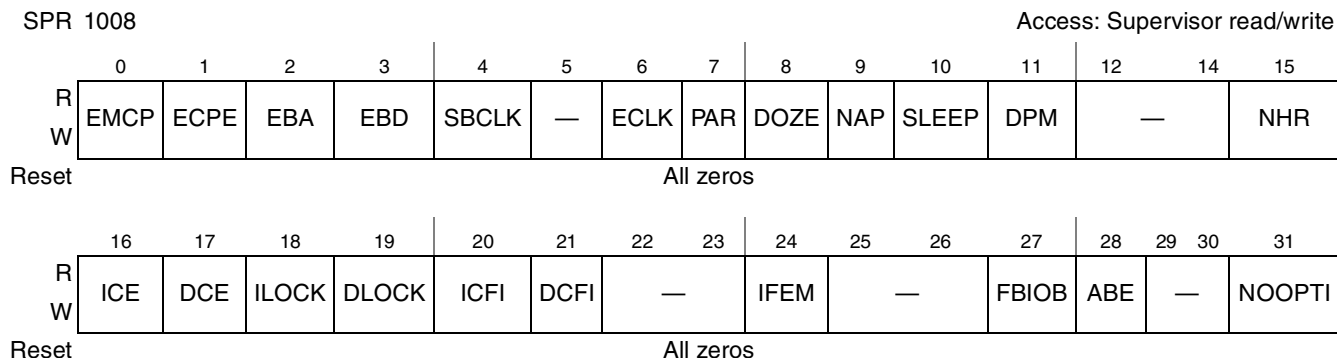 SPR 1008 Access: Supervisor read/write
0 1 2 3 4 5 6 7 8 9 10 11 12 14 15
R
EMCP ECPE EBA EBD SBCLK — ECLK PAR DOZE NAP SLEEP DPM — NHR
W
Reset All zeros
16 17 18 19 20 21 22 23 24 25 26 27 28 29 30 31
R
ICE DCE ILOCK DLOCK ICFI DCFI — IFEM — FBIOB ABE — NOOPTI
W
Reset All zeros